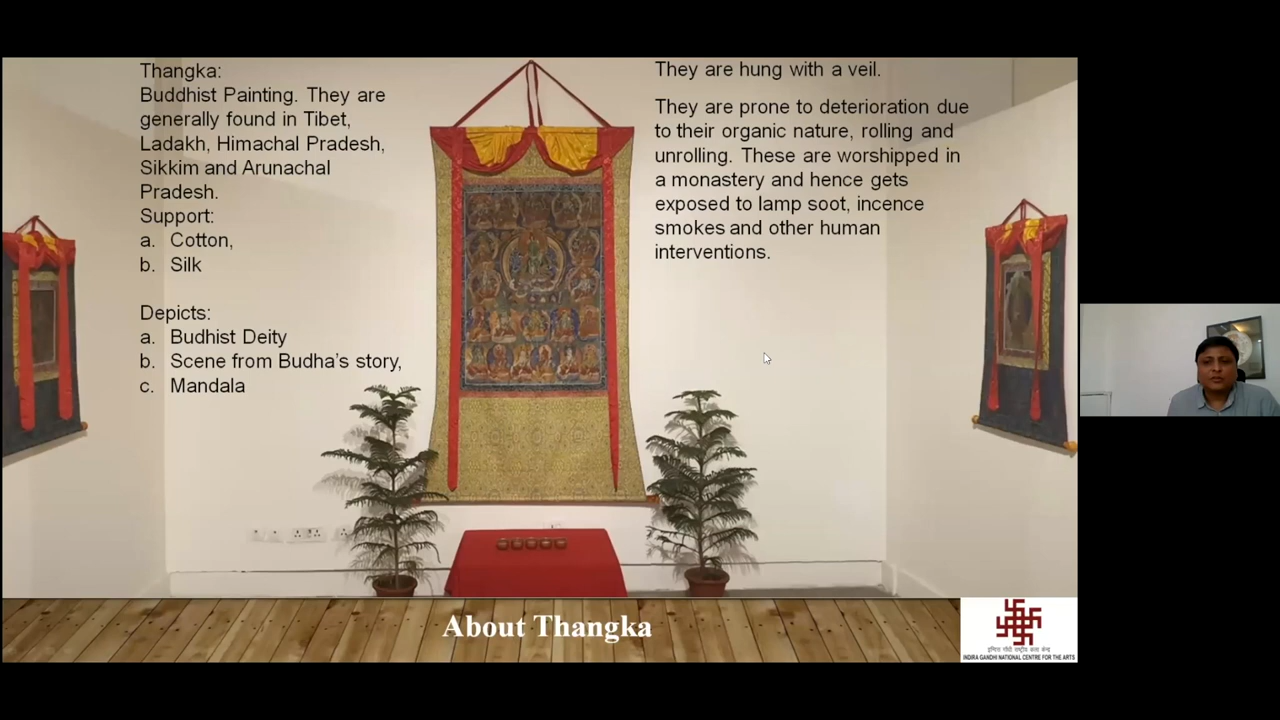 Thangka:
Buddhist Painting. They are
generally found in Tibet,
Ladakh, Himachal Pradesh,
Sikkim and Arunachal
Pradesh.
Support:
a. Cotton,
b. Silk
Depicts:
a. Budhist Deity
b. Scene from Budha's story,
c. Mandala
They are hung with a veil.
They are prone to deterioration due
to their organic nature, rolling and
unrolling. These are worshipped in
a monastery and hence gets
exposed to lamp soot, incence
smokes and other human
interventions.
About Thangka
इन्दिरा गाँधी राष्ट्रीय कला केन्द्र
INDIRA GANDHI NATIONAL CENTRE FOR THE ARTS